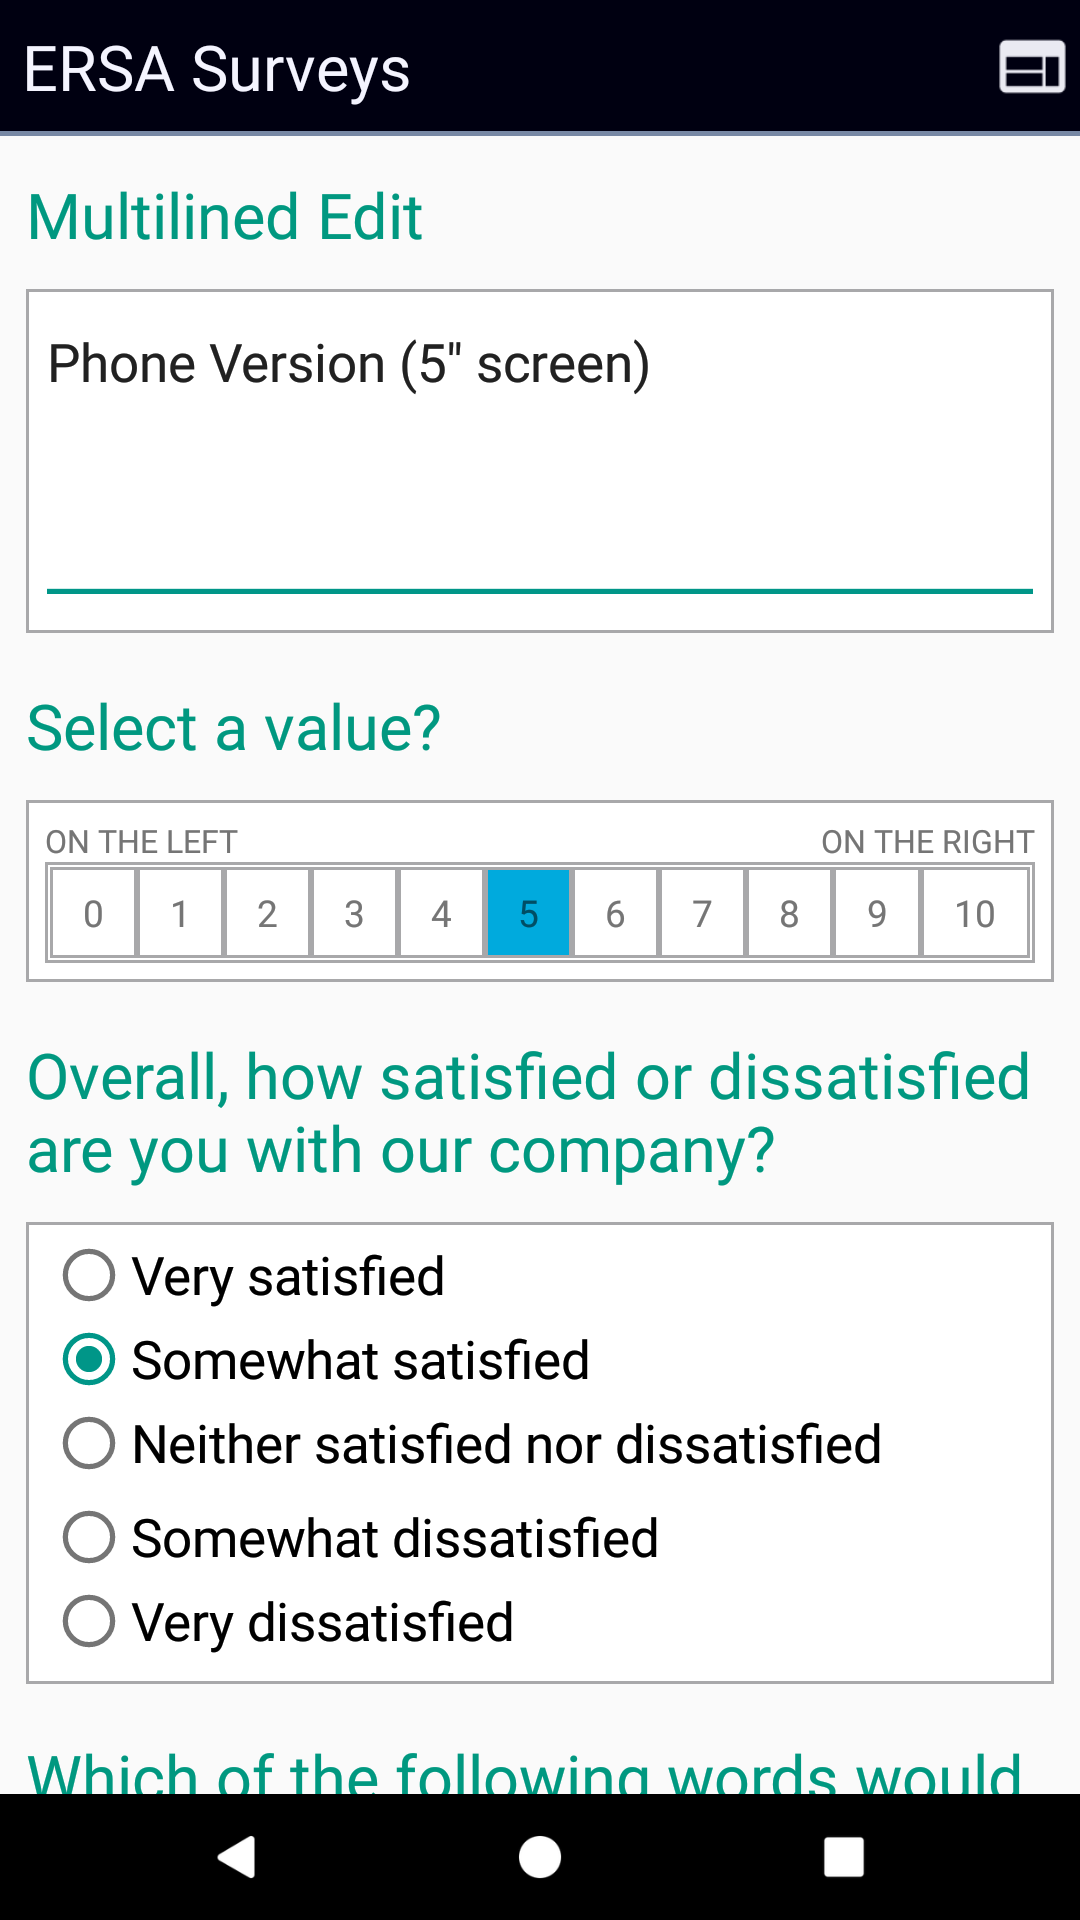 ERSA Surveys
Multilined Edit
Phone Version (5" screen)
Select a value?
ON THE LEFT ON THE RIGHT
0 1 2 3 4 5 6 7 8 9 10
Overall, how satisfied or dissatisfied
are you with our company?
Very satisfied
Somewhat satisfied
Neither satisfied nor dissatisfied
Somewhat dissatisfied
Very dissatisfied
Which of the following words would